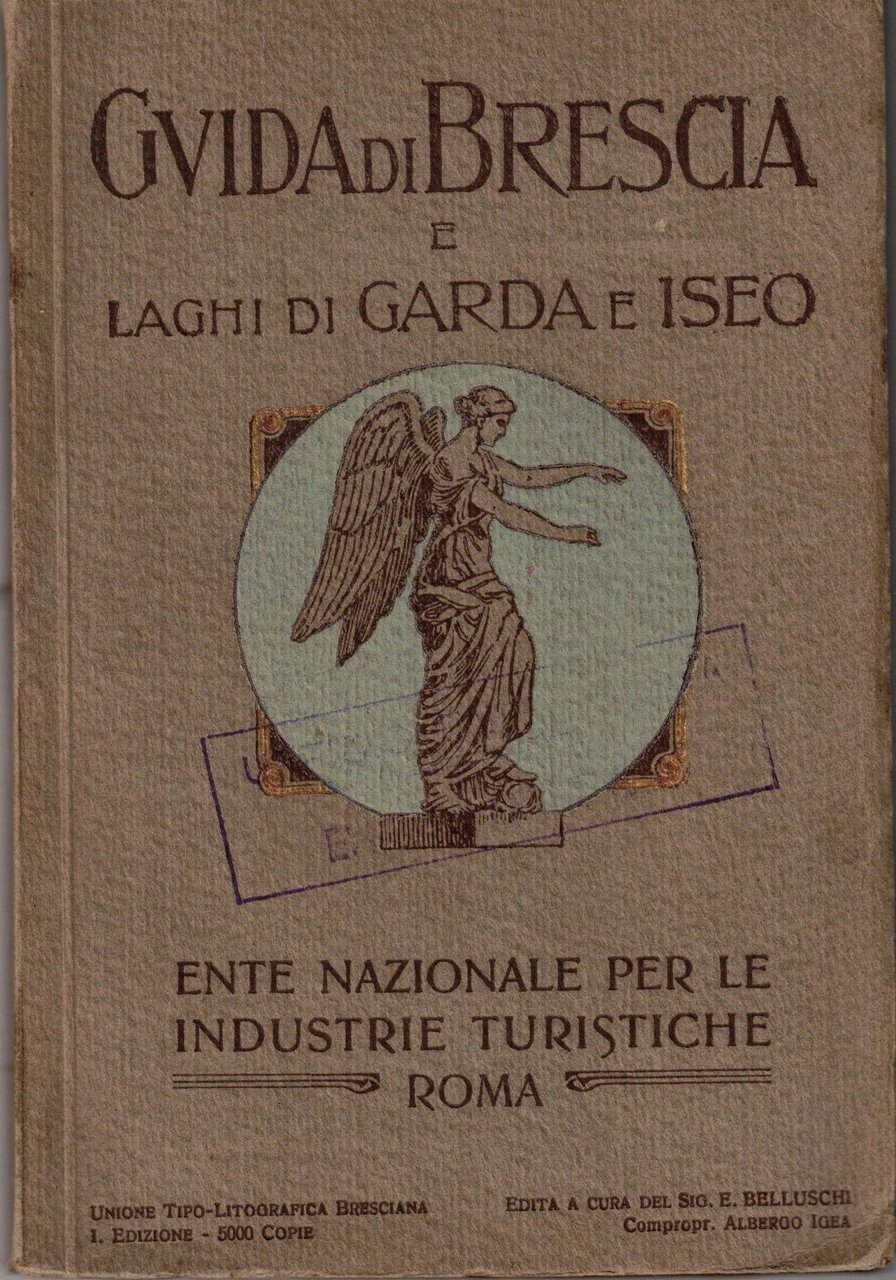 GVIDA DI BRESCIA
E
LAGHI DI GARDA E ISEO
ENTE NAZIONALE PER LE
INDUSTRIE TURISTICHE
ROMA
UNIONE TIPO-LITOGRAFICA BRESCIANA
I. EDIZIONE - 5000 COPIE
EDITA A CURA DEL SIG. E. BELLUSCHI
Compropr. ALBERGO IGEA